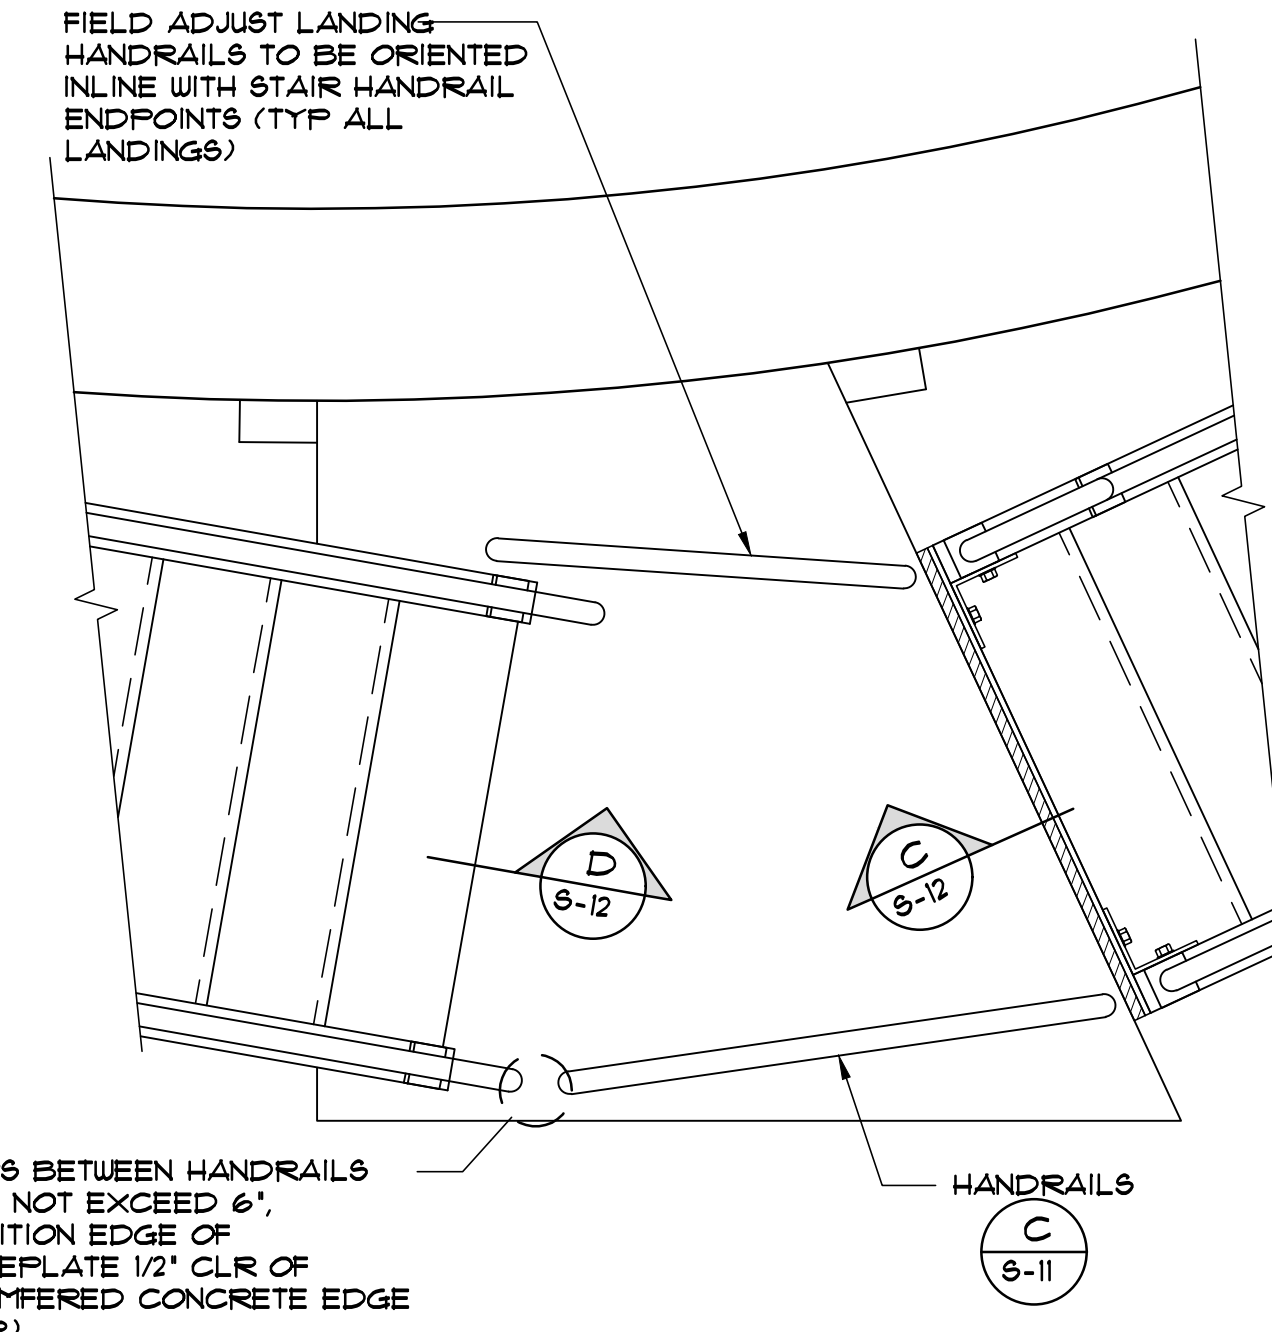 FIELD ADJUST LANDING
HANDRAILS TO BE ORIENTED
INLINE WITH STAIR HANDRAIL
ENDPOINTS (TYP ALL
LANDINGS)
D
S-12
C
S-12
S BETWEEN HANDRAILS
NOT EXCEED 6",
ITION EDGE OF
EPLATE 1/2" CLR OF
MFERED CONCRETE EDGE
HANDRAILS
C
S-11